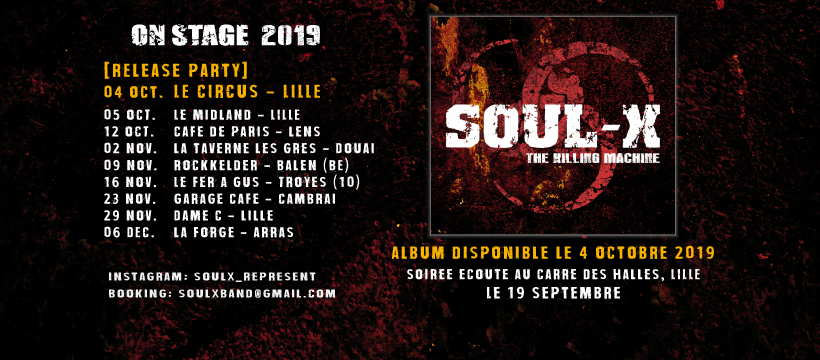 ON STAGE 2019
[RELEASE PARTY]
04 OCT. LE CIRCUS - LILLE
05 OCT. LE MIDLAND - LILLE
12 OCT. CAFE DE PARIS - LENS
02 NOV. LA TAVERNE LES GRES - DOUAI
09 NOV. ROCKKELDER - BALEN (BE)
16 NOV. LE FER A GUS - TROYES (10)
23 NOV. GARAGE CAFE - CAMBRAI
29 NOV. DAME C - LILLE
06 DEC. LA FORGE - ARRAS
INSTAGRAM: SOULX_REPRESENT
BOOKING: SOULXBAND@GMAIL.COM
SOUL-X
THE KILLING MACHINE
ALBUM DISPONIBLE LE 4 OCTOBRE 2019
SOIREE ECOUTE AU CARRE DES HALLES, LILLE
LE 19 SEPTEMBRE